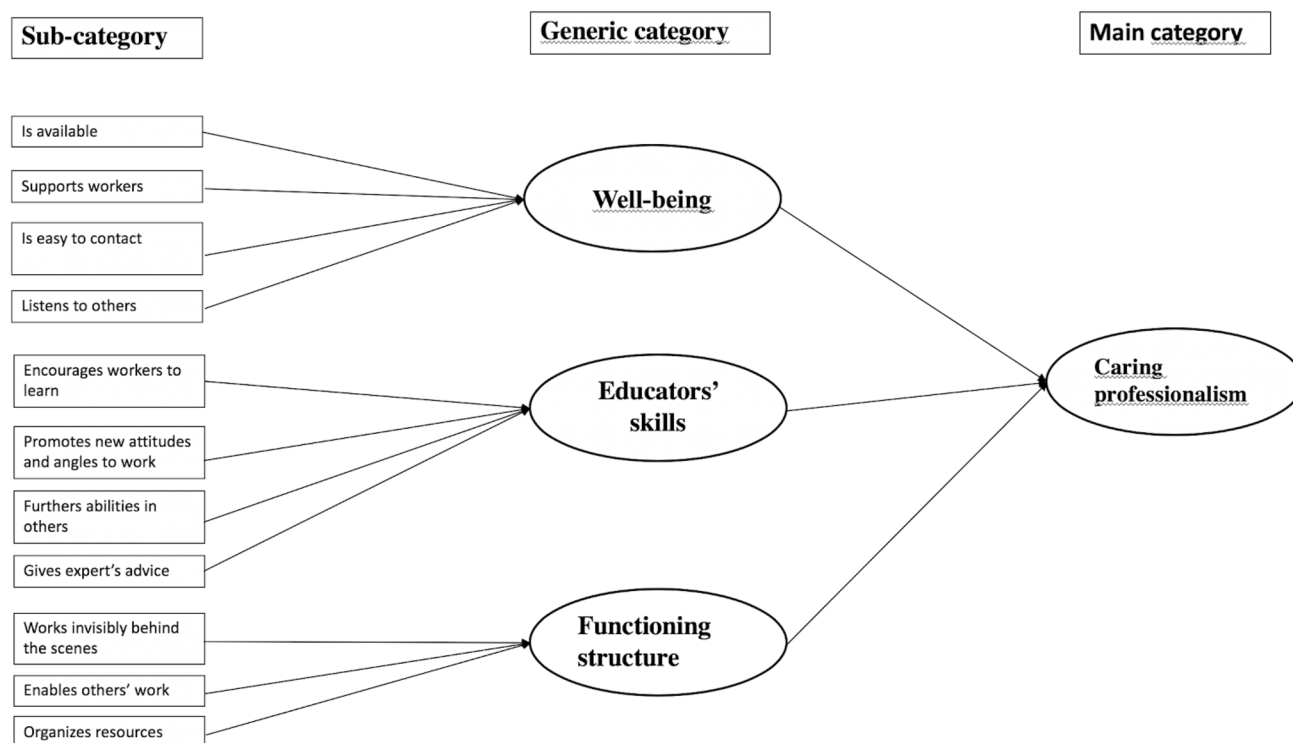 Sub-category
Generic category
Main category
Is available
Supports workers
Is easy to contact
Listens to others
Well-being
Encourages workers to
learn
Promotes new attitudes
and angles to work
Furthers abilities in
others
Gives expert’s advice
Educators’
skills
Works invisibly behind
the scenes
Enables others’ work
Organizes resources
Functioning
structure
Caring
professionalism